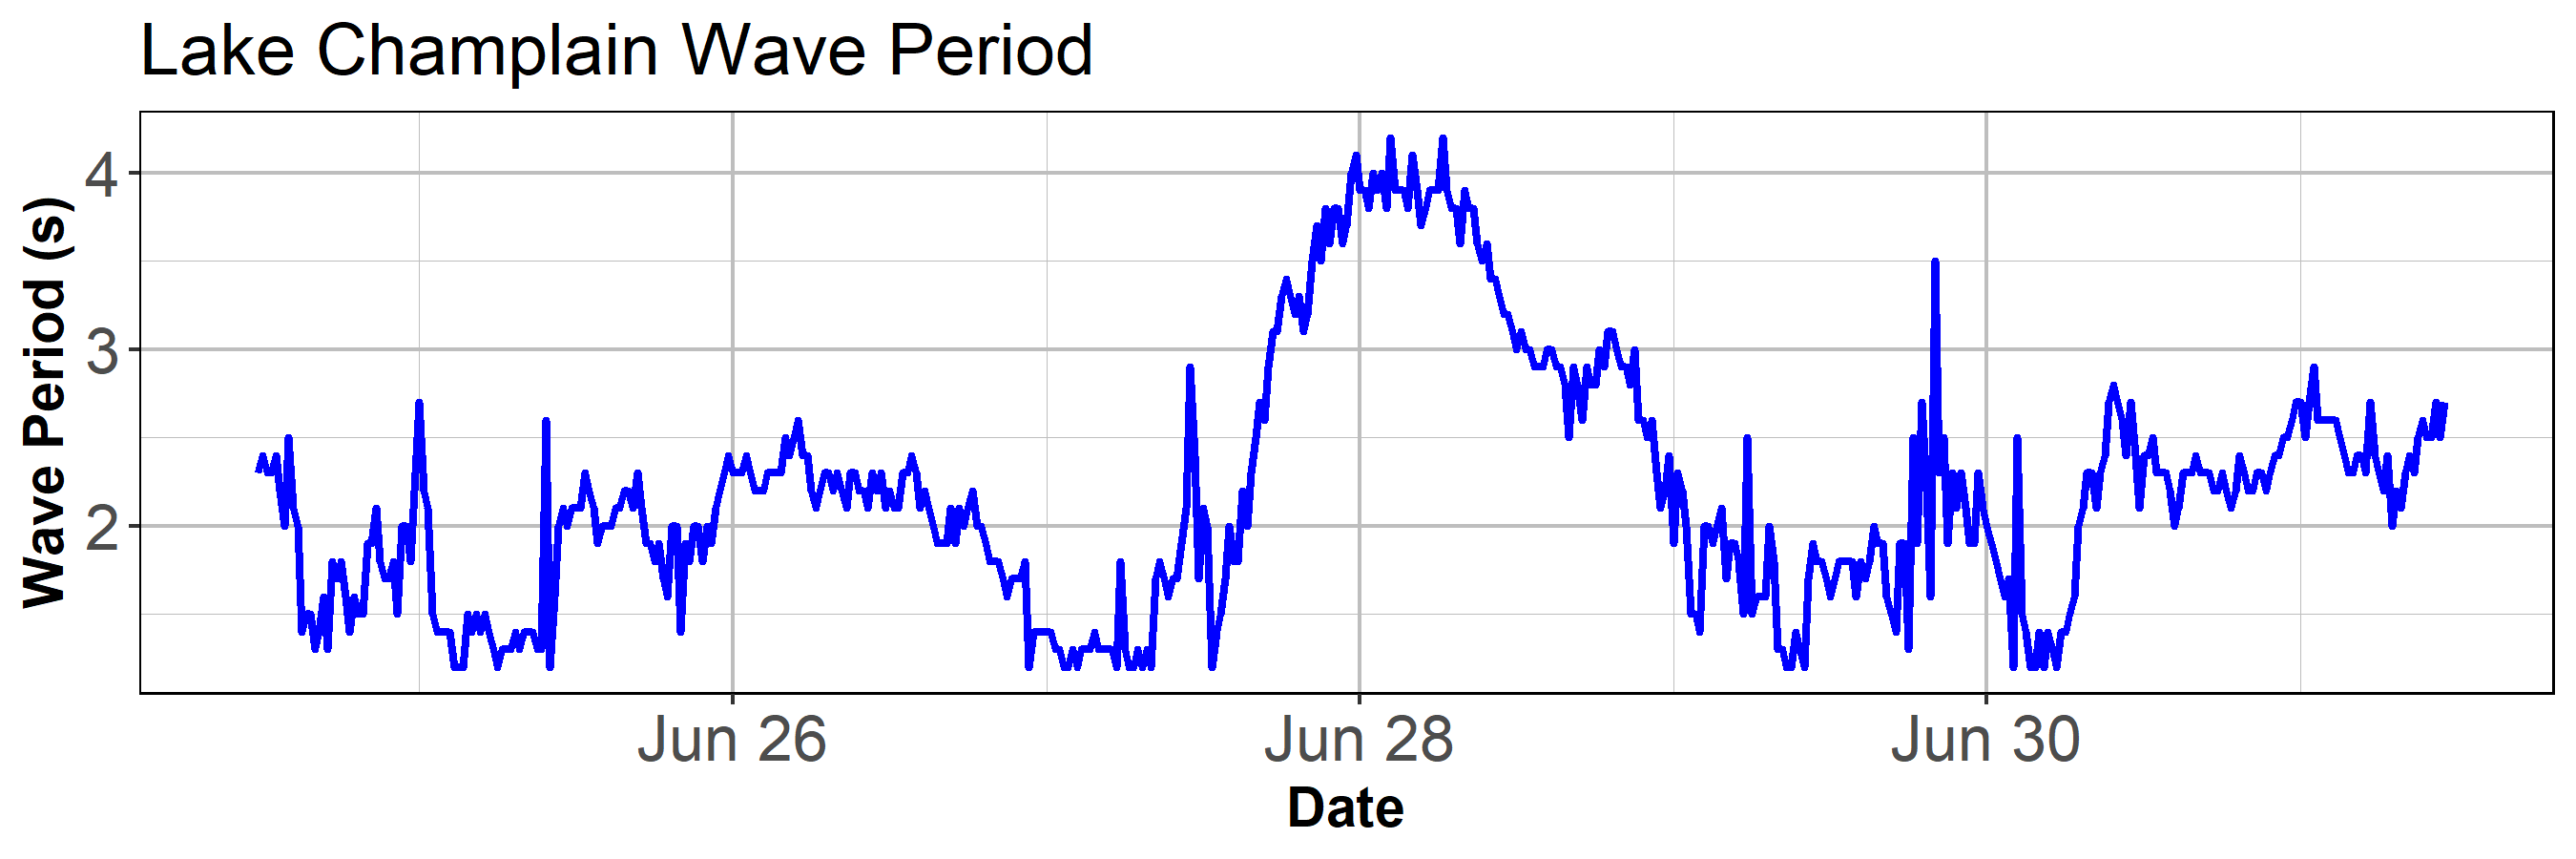 Lake Champlain Wave Period
Wave Period (s)
4
3
2
Jun 26
Jun 28
Jun 30
Date